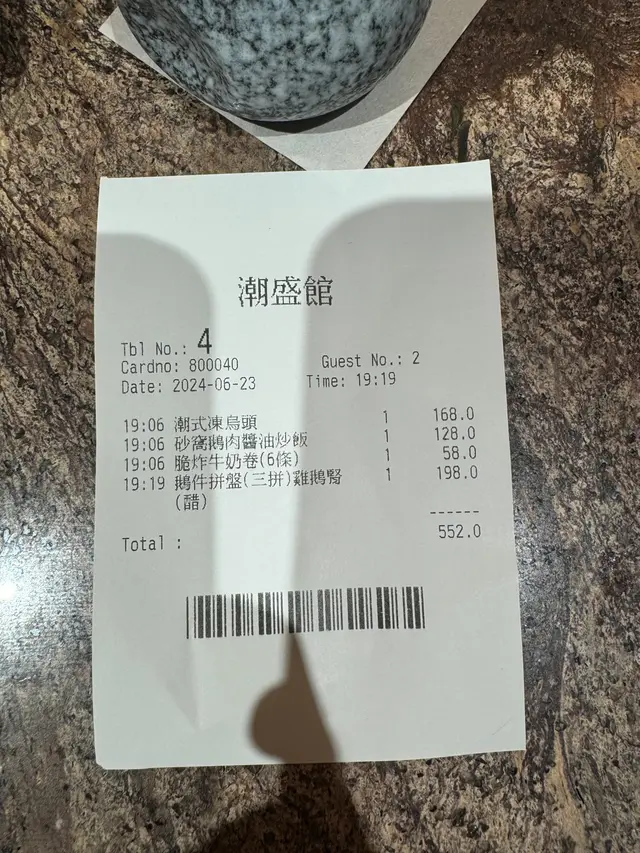 潮盛館
Tbl No.: 4
Cardno: 800040 Guest No.: 2
Date: 2024-06-23 Time: 19:19
19:06 潮式凍烏頭 1 168.0
19:06 砂窩鵝肉醬油炒飯 1 128.0
19:06 脆炸牛奶卷(6條) 1 58.0
19:19 鵝件拼盤(三拼)雞鵝腎 1 198.0
(醋)
------
Total : 552.0